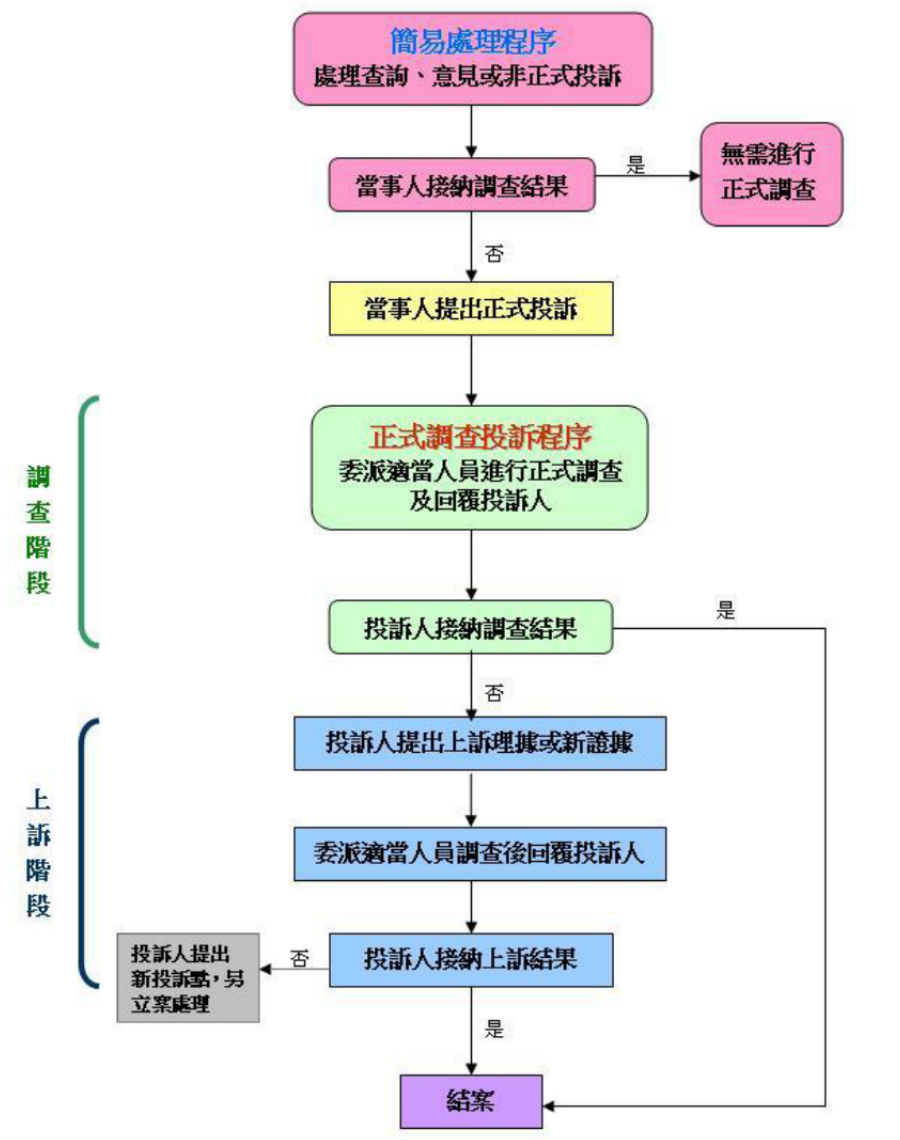 簡易處理程序
處理查詢、意見或非正式投訴
當事人接納調查結果
是
無需進行
正式調查
否
當事人提出正式投訴
調
查
階
段
正式調查投訴程序
委派適當人員進行正式調查
及回覆投訴人
投訴人接納調查結果
是
否
上
訴
階
段
投訴人提出上訴理據或新證據
委派適當人員調查後回覆投訴人
投訴人接納上訴結果
否
投訴人提出
新投訴點，另
立案處理
是
結案